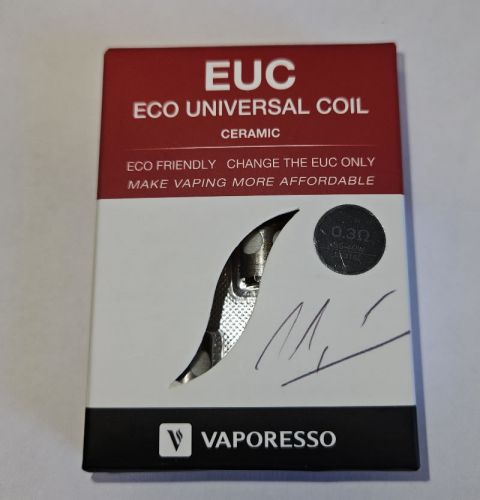 EUC
ECO UNIVERSAL COIL
CERAMIC
ECO FRIENDLY CHANGE THE EUC ONLY
MAKE VAPING MORE AFFORDABLE
0.3Ω
VAPORESSO